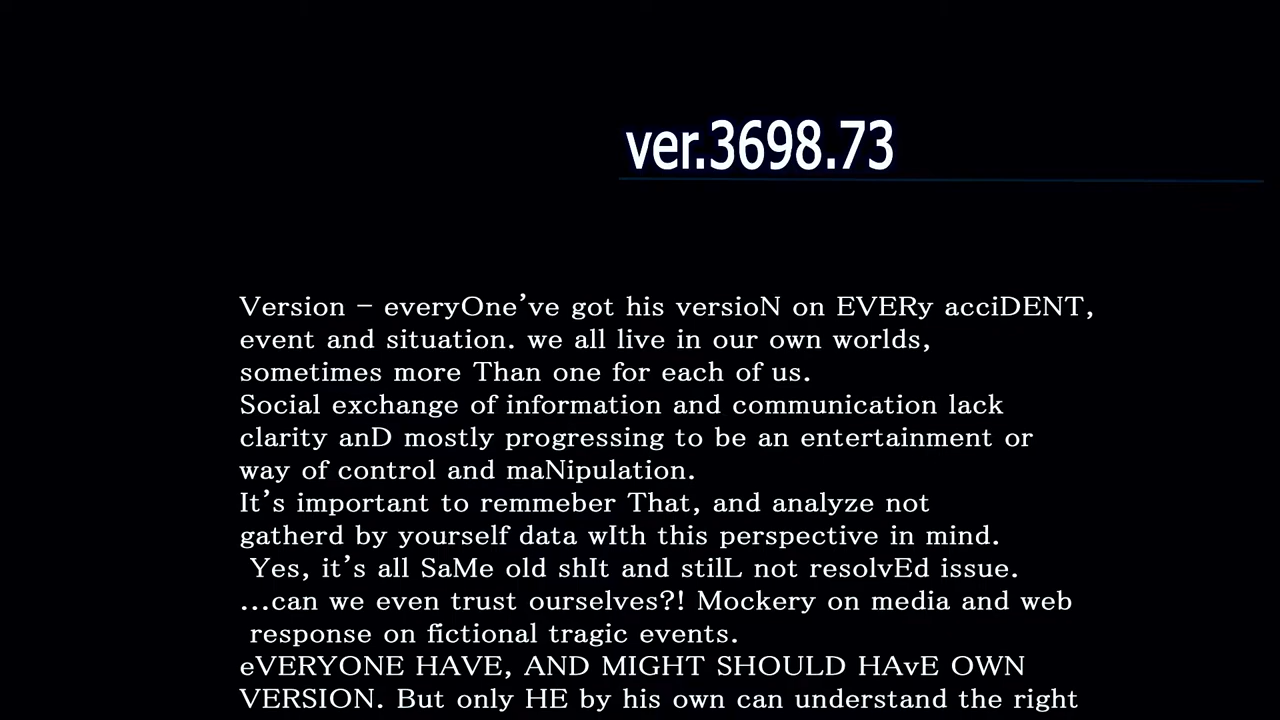 ver.3698.73
Version – everyOne’ve got his versioN on EVERy acciDENT,
event and situation. we all live in our own worlds,
sometimes more Than one for each of us.
Social exchange of information and communication lack
clarity anD mostly progressing to be an entertainment or
way of control and maNipulation.
It’s important to remmeber That, and analyze not
gatherd by yourself data wIth this perspective in mind.
Yes, it’s all SaMe old shIt and stilL not resolvEd issue.
...can we even trust ourselves?! Mockery on media and web
response on fictional tragic events.
eVERYONE HAVE, AND MIGHT SHOULD HAvE OWN
VERSION. But only HE by his own can understand the right